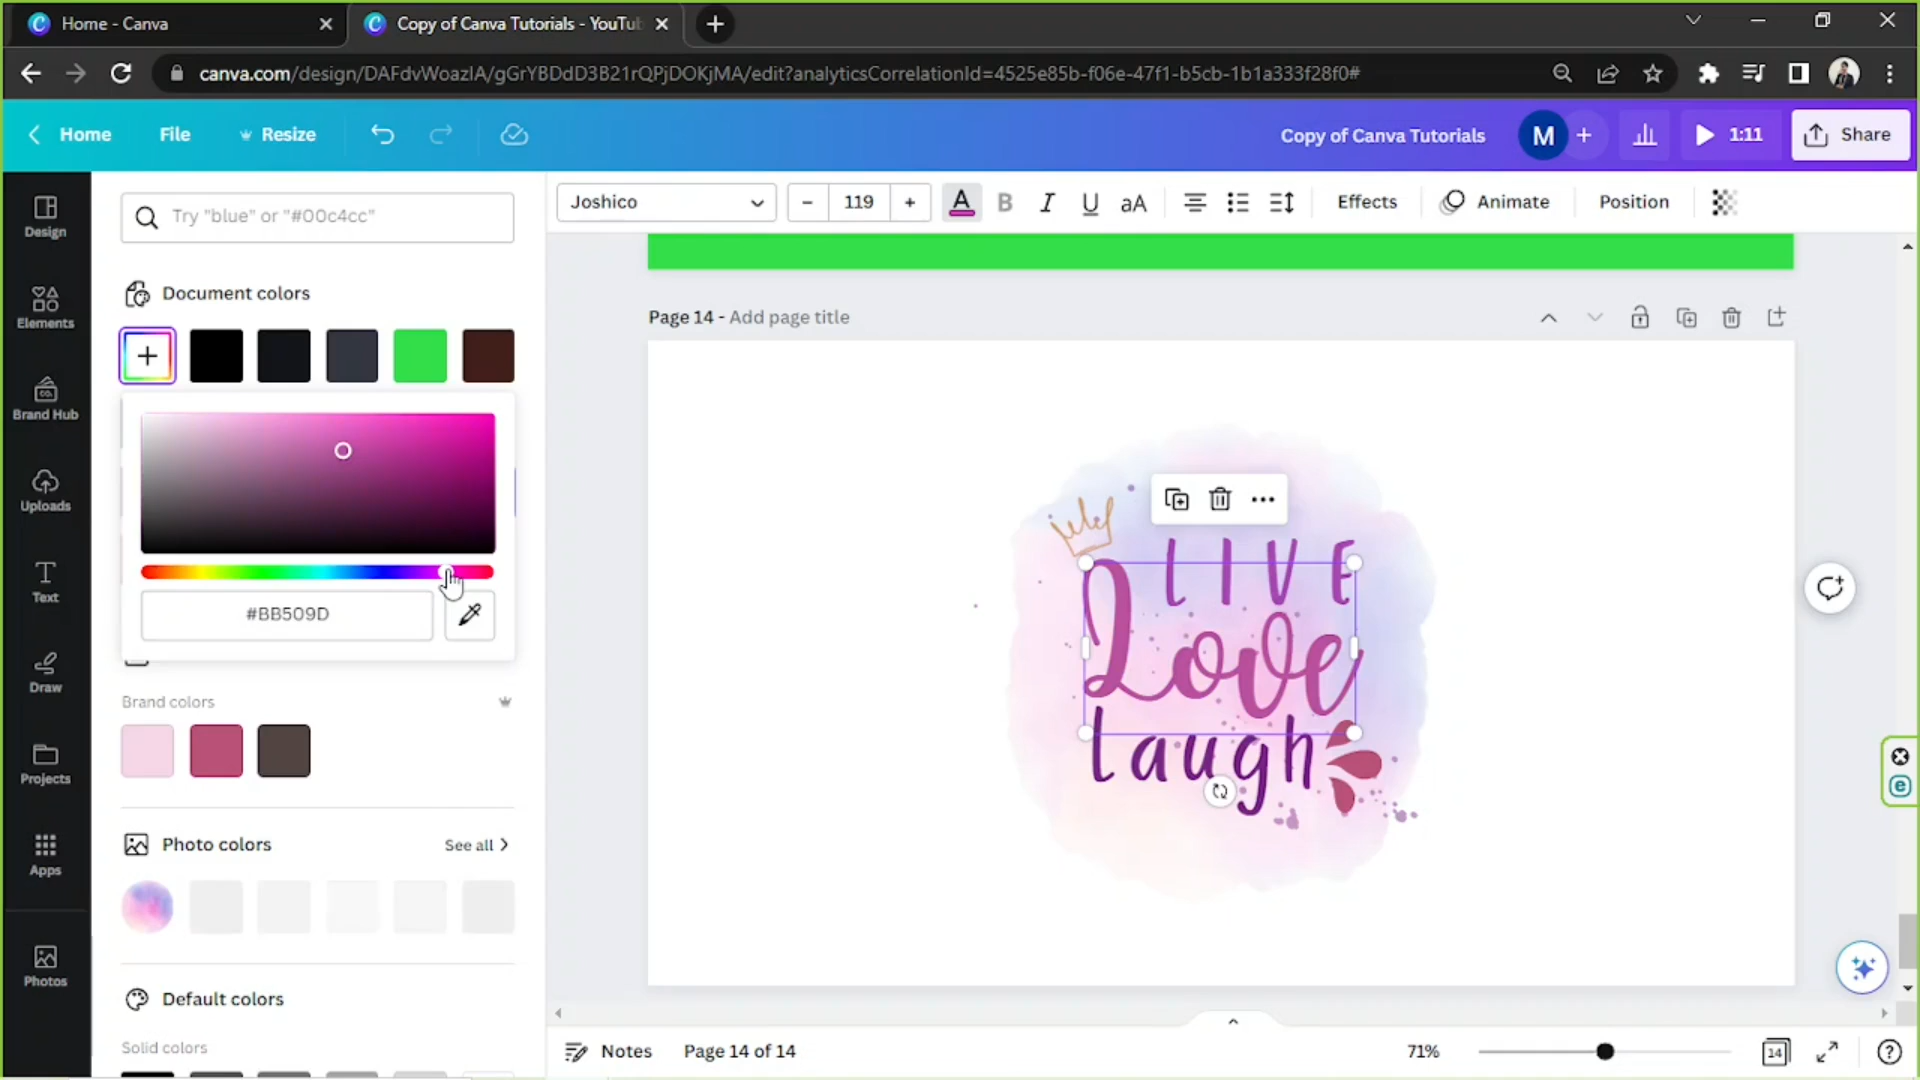 Home - Canva
Copy of Canva Tutorials - YouTu
canva.com/design/DAFdvWoazIA/gGrYBDdD3B21rQPjDOKjMA/edit?analyticsCorrelationId=4525e85b-f06e-47f1-b5cb-1b1a333f28f0#
Home
File
Resize
Copy of Canva Tutorials
M
1:11
Share
Design
Elements
Brand Hub
Uploads
Text
Draw
Projects
Apps
Photos
Try "blue" or "#00c4cc"
Document colors
#BB509D
Brand colors
Photo colors
See all
Default colors
Solid colors
Joshico
119
A
B
I
U
aA
Effects
Animate
Position
Page 14 - Add page title
LIVE
Love
laugh
Notes
Page 14 of 14
71%
14